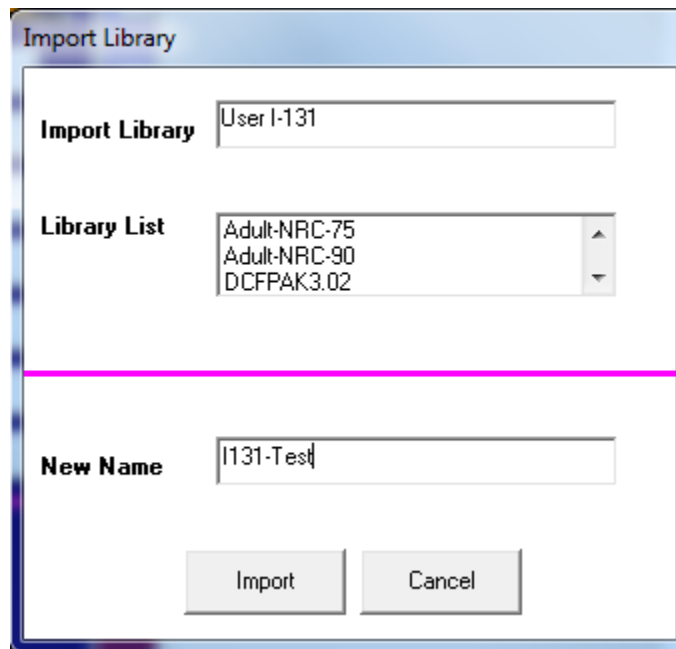 Import Library
Import Library
User I-131
Library List
Adult-NRC-75
Adult-NRC-90
DCFPAK3.02
New Name
I131-Test
Import
Cancel